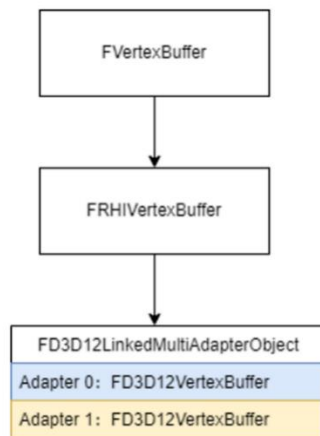 FVertexBuffer
FRHIVertexBuffer
FD3D12LinkedMultiAdapterObject
Adapter 0: FD3D12VertexBuffer
Adapter 1: FD3D12VertexBuffer